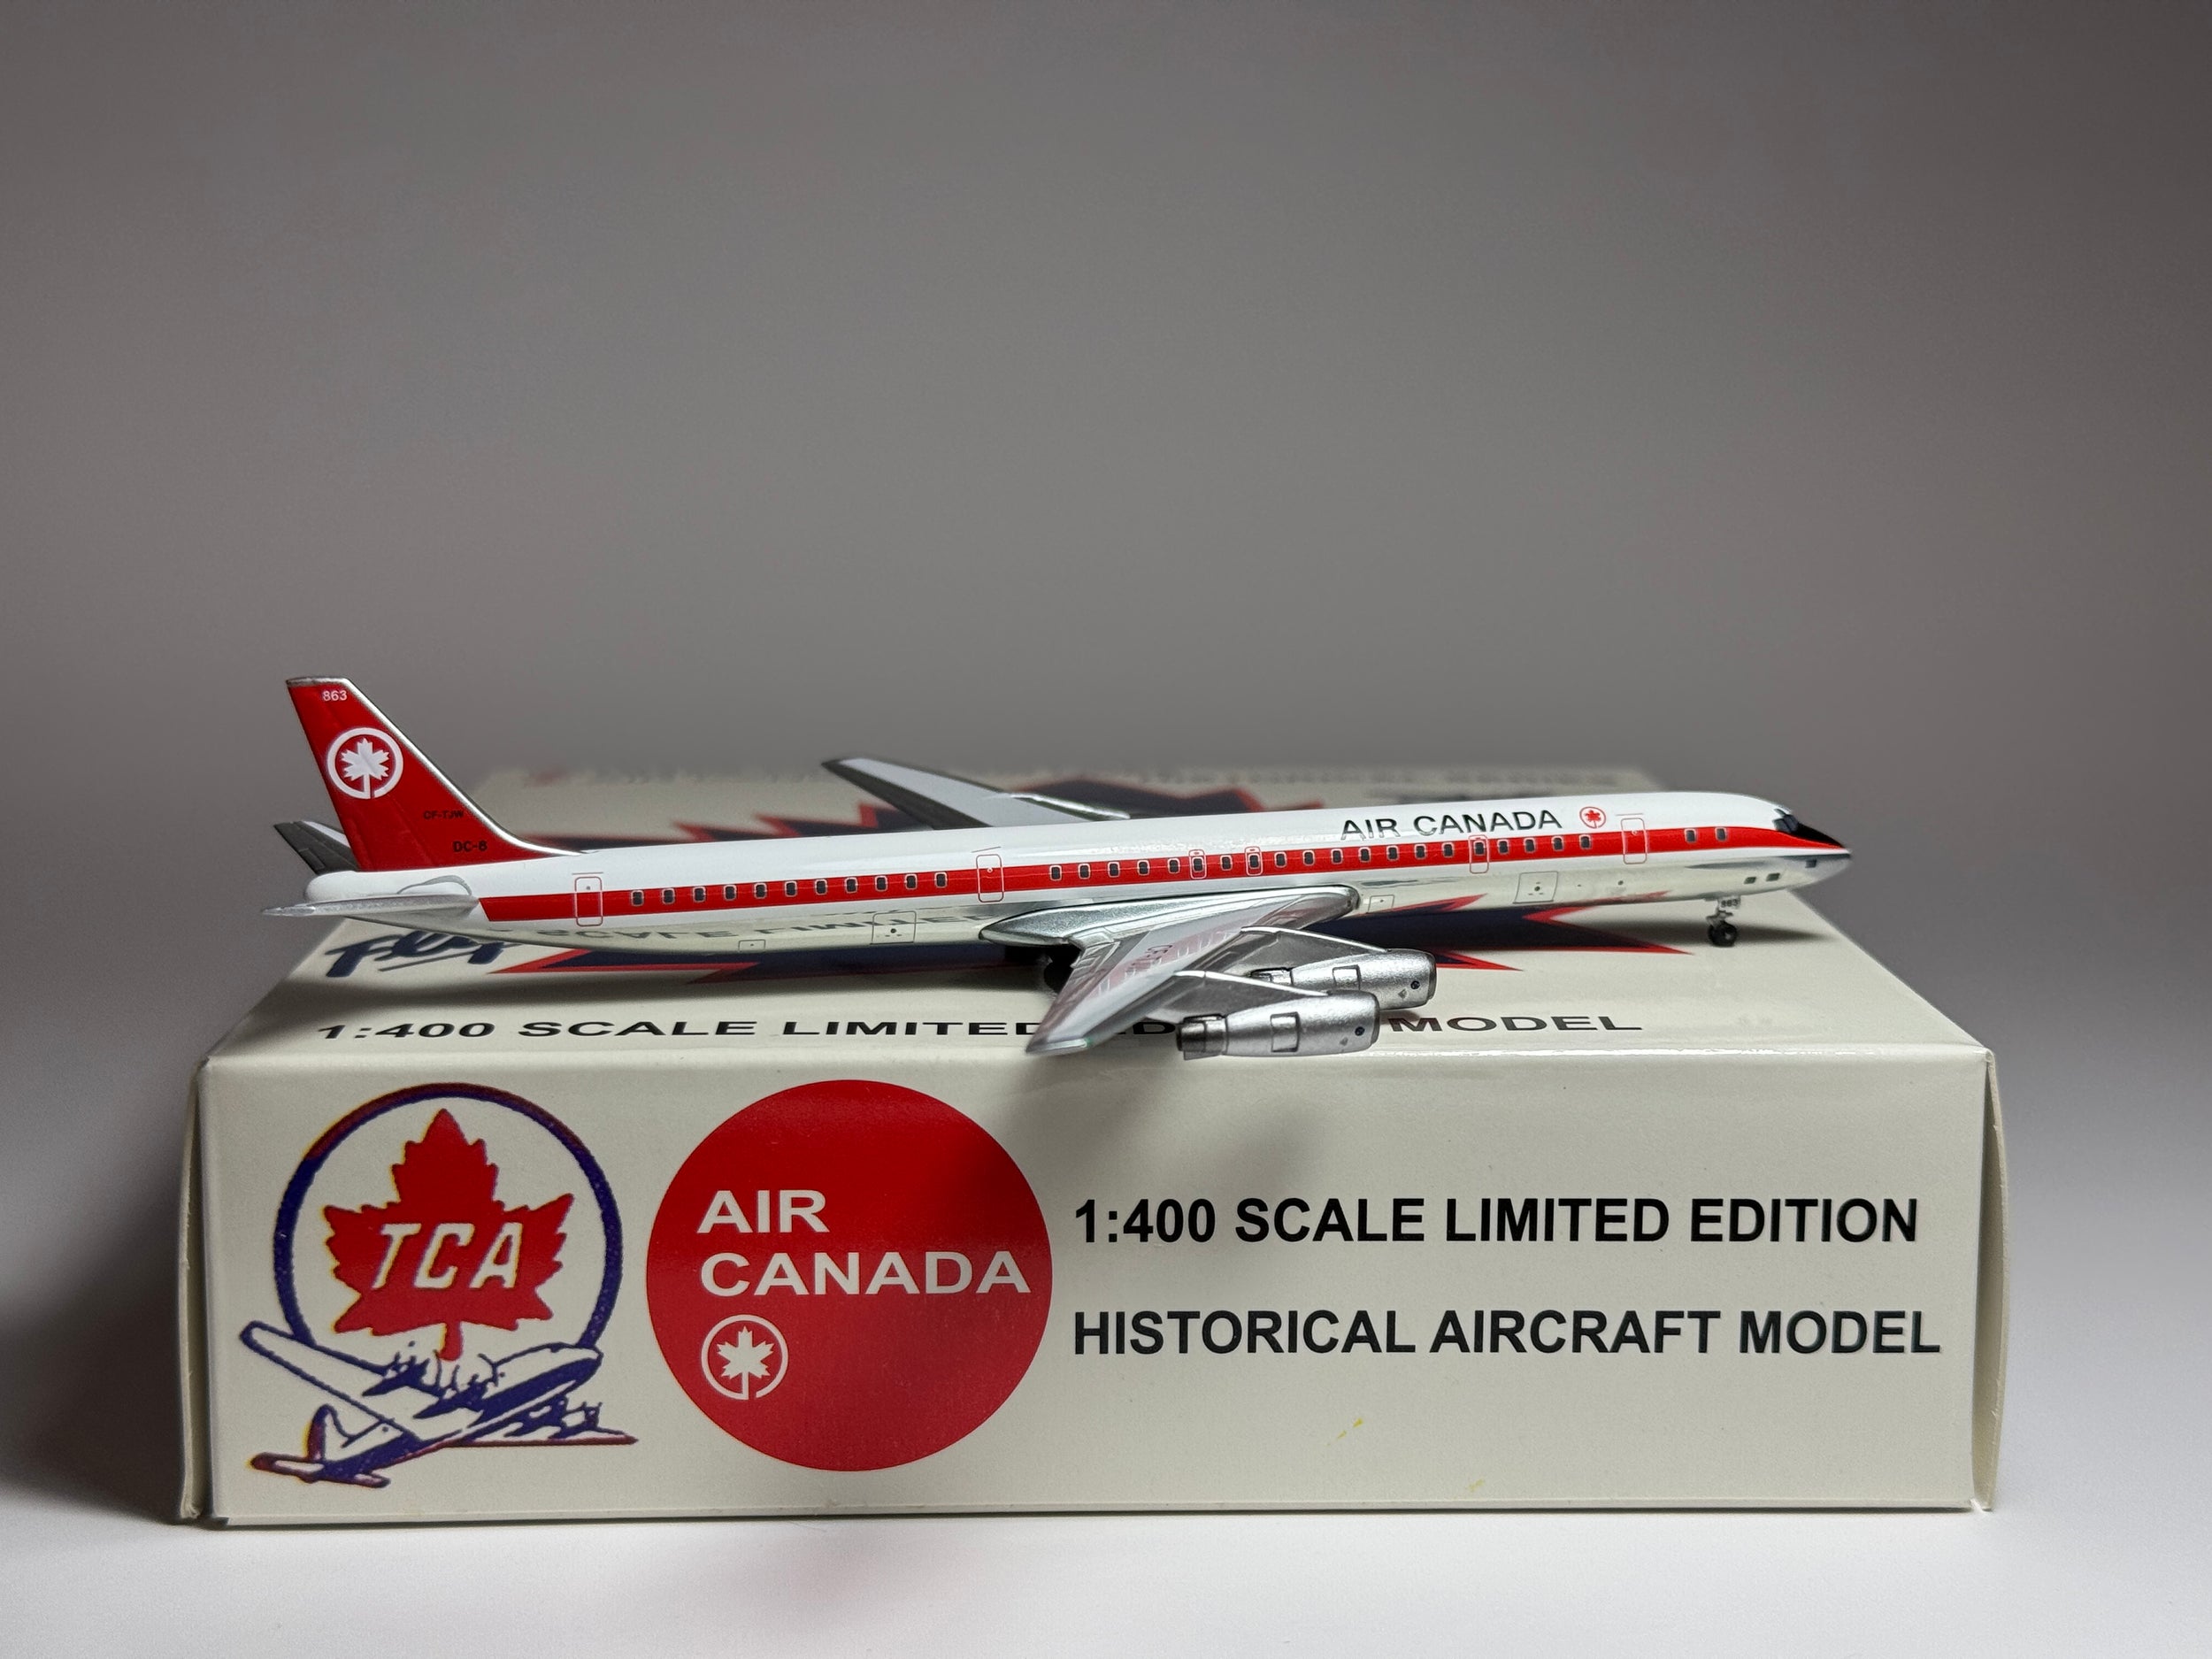 863
CF-TJW
DC-8
AIR CANADA
1:400 SCALE LIMITED MODEL
TCA
AIR
CANADA
1:400 SCALE LIMITED EDITION
HISTORICAL AIRCRAFT MODEL